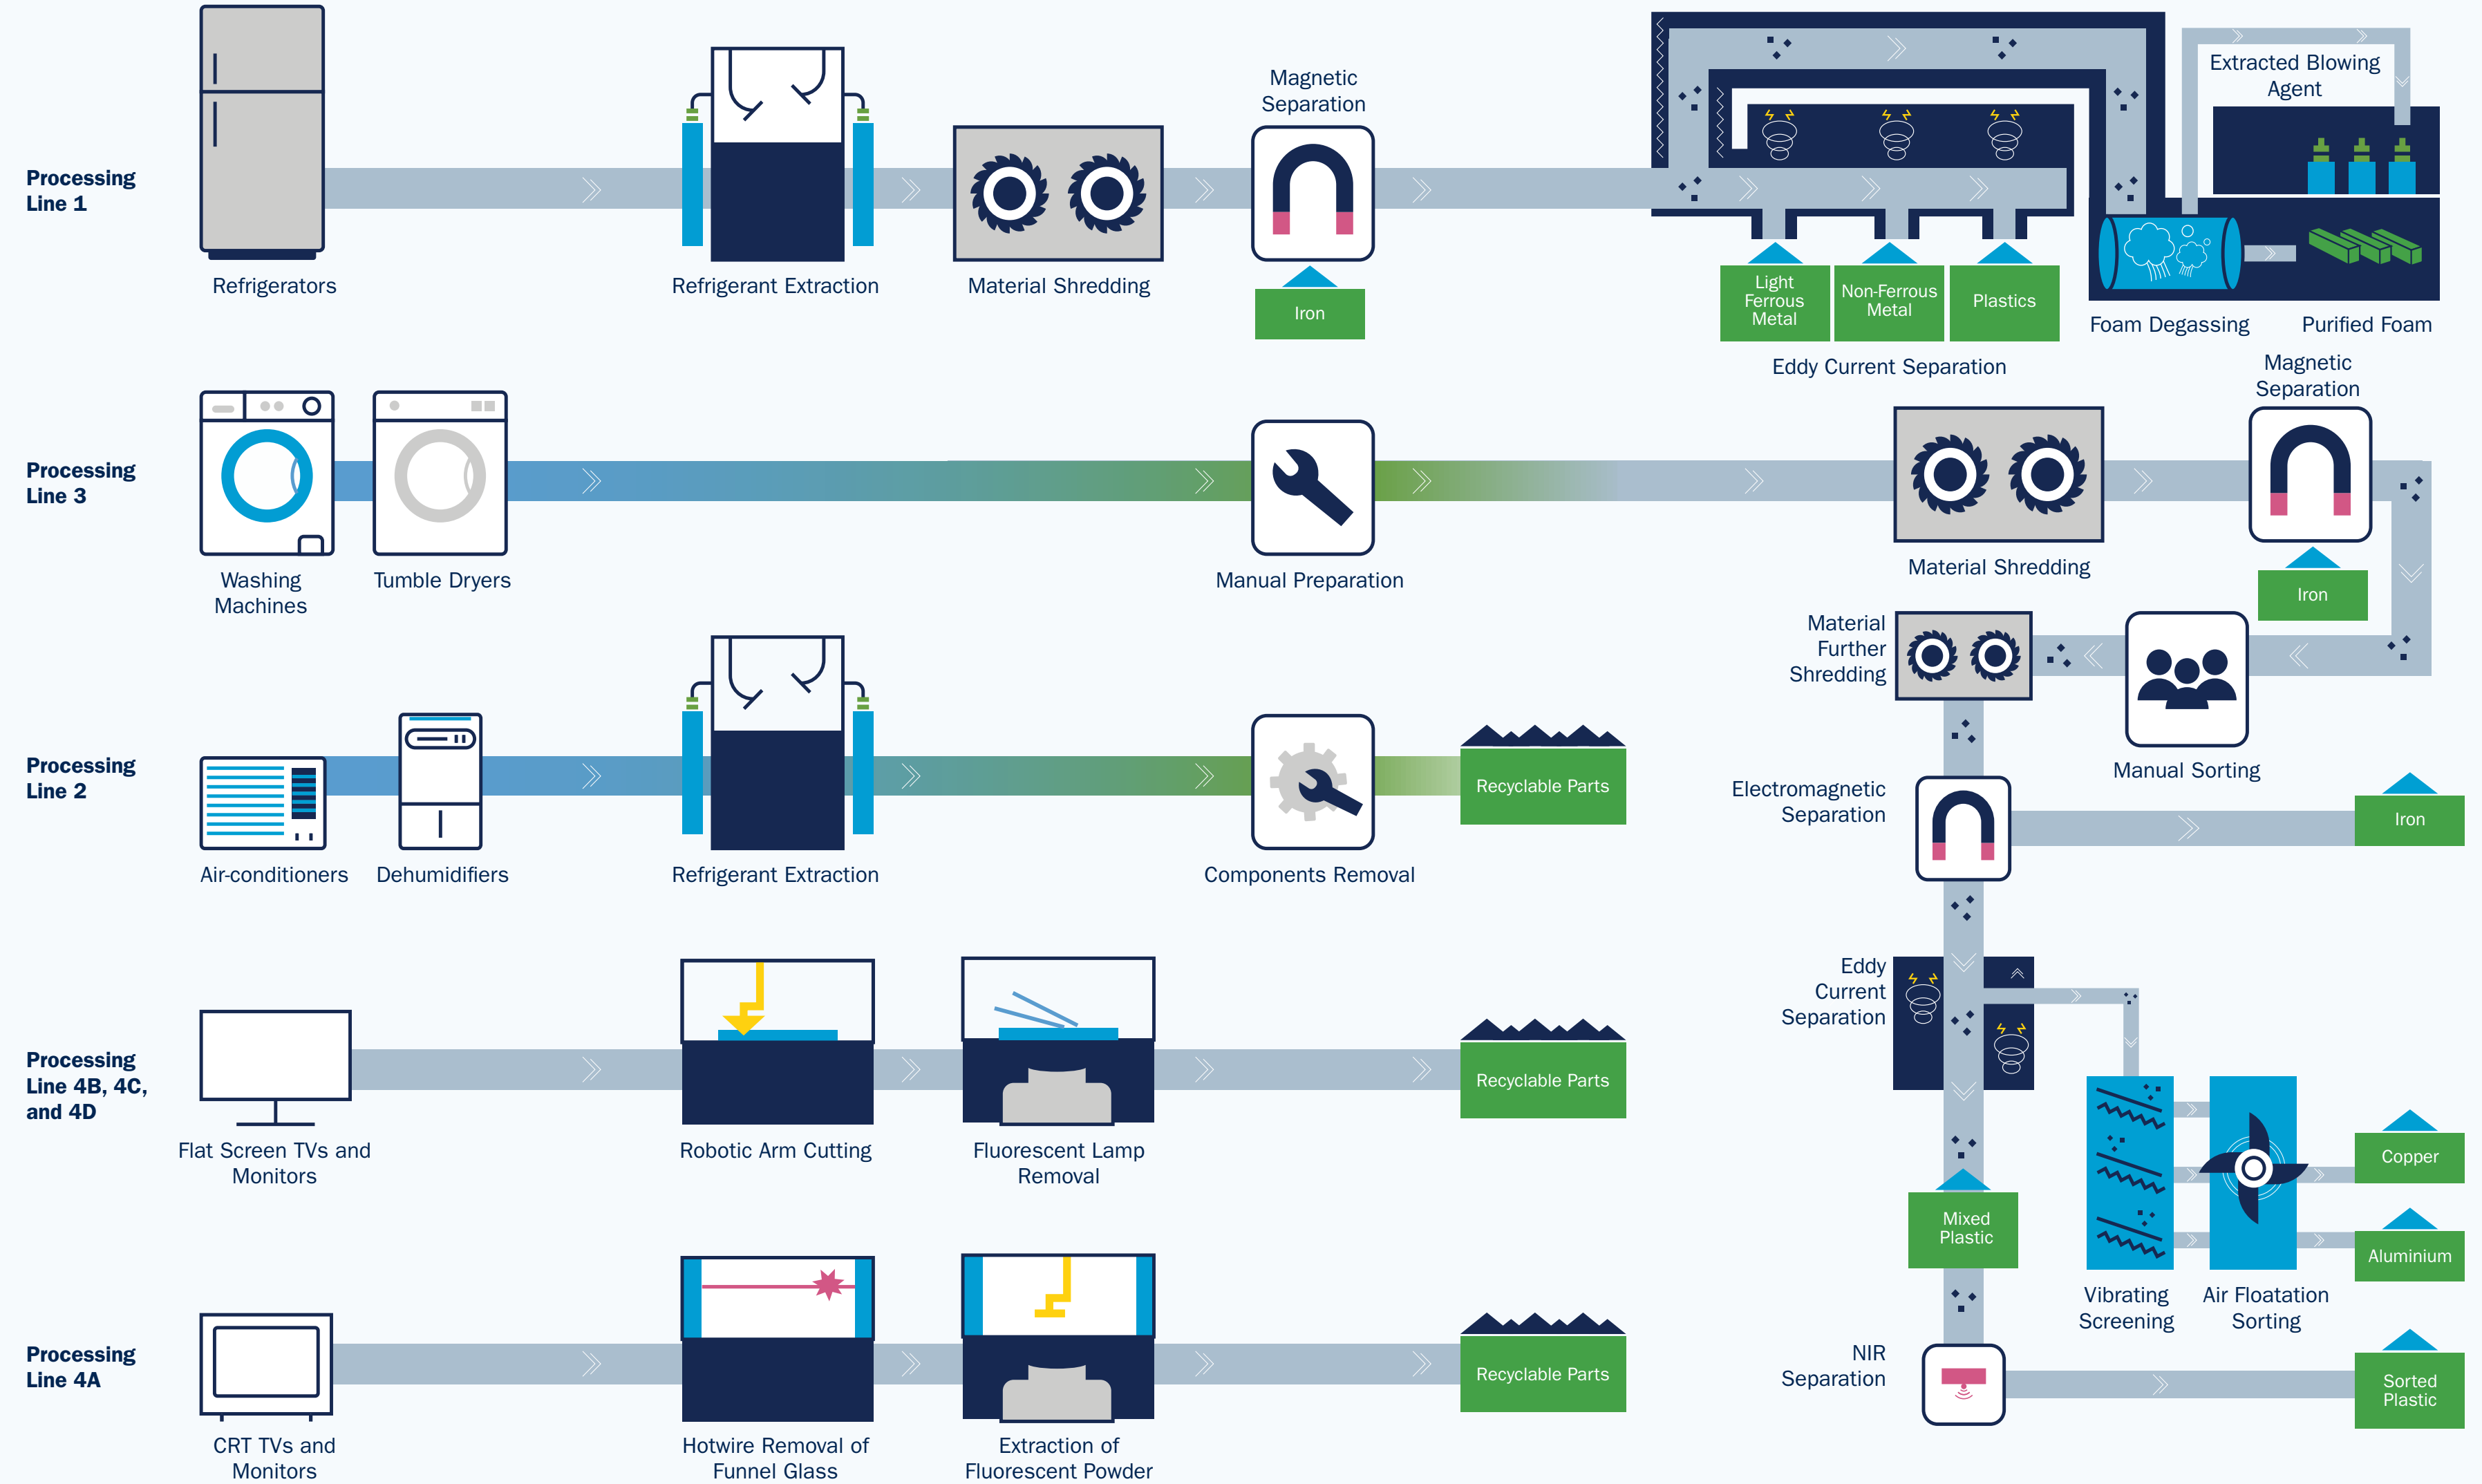 Processing
Line 1
Refrigerators
Refrigerant Extraction
Material Shredding
Magnetic
Separation
Iron
Light
Ferrous
Metal
Non-Ferrous
Metal
Plastics
Eddy Current Separation
Extracted Blowing
Agent
Foam Degassing
Purified Foam
Processing
Line 3
Washing
Machines
Tumble Dryers
Manual Preparation
Material Shredding
Magnetic
Separation
Iron
Manual Sorting
Material
Further
Shredding
Electromagnetic
Separation
Iron
Eddy
Current
Separation
Vibrating
Screening
Air Floatation
Sorting
Copper
Aluminium
Mixed
Plastic
NIR
Separation
Sorted
Plastic
Processing
Line 2
Air-conditioners
Dehumidifiers
Refrigerant Extraction
Components Removal
Recyclable Parts
Processing
Line 4B, 4C,
and 4D
Flat Screen TVs and
Monitors
Robotic Arm Cutting
Fluorescent Lamp
Removal
Recyclable Parts
Processing
Line 4A
CRT TVs and
Monitors
Hotwire Removal of
Funnel Glass
Extraction of
Fluorescent Powder
Recyclable Parts